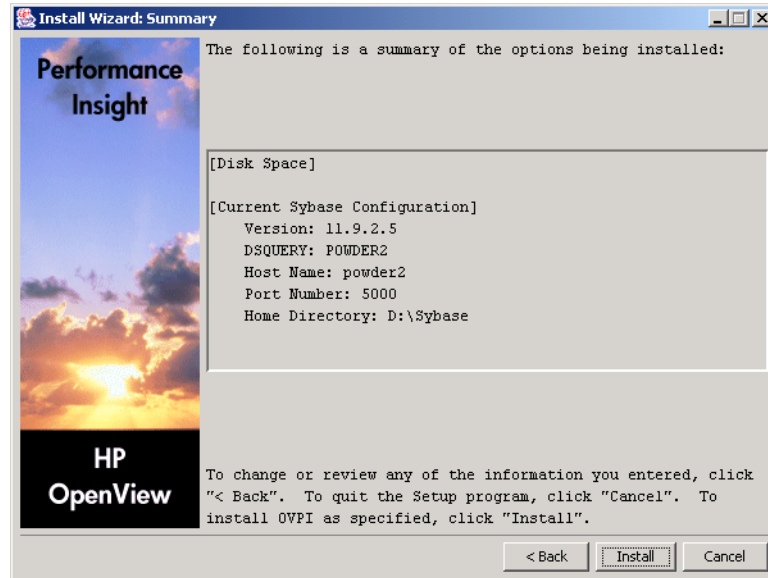 Install Wizard: Summary
Performance
Insight
HP
OpenView
The following is a summary of the options being installed:
[Disk Space]
[Current Sybase Configuration]
Version: 11.9.2.5
DSQUERY: POWDER2
Host Name: powder2
Port Number: 5000
Home Directory: D:\Sybase
To change or review any of the information you entered, click
"< Back".  To quit the Setup program, click "Cancel".  To
install OVPI as specified, click "Install".
< Back
Install
Cancel